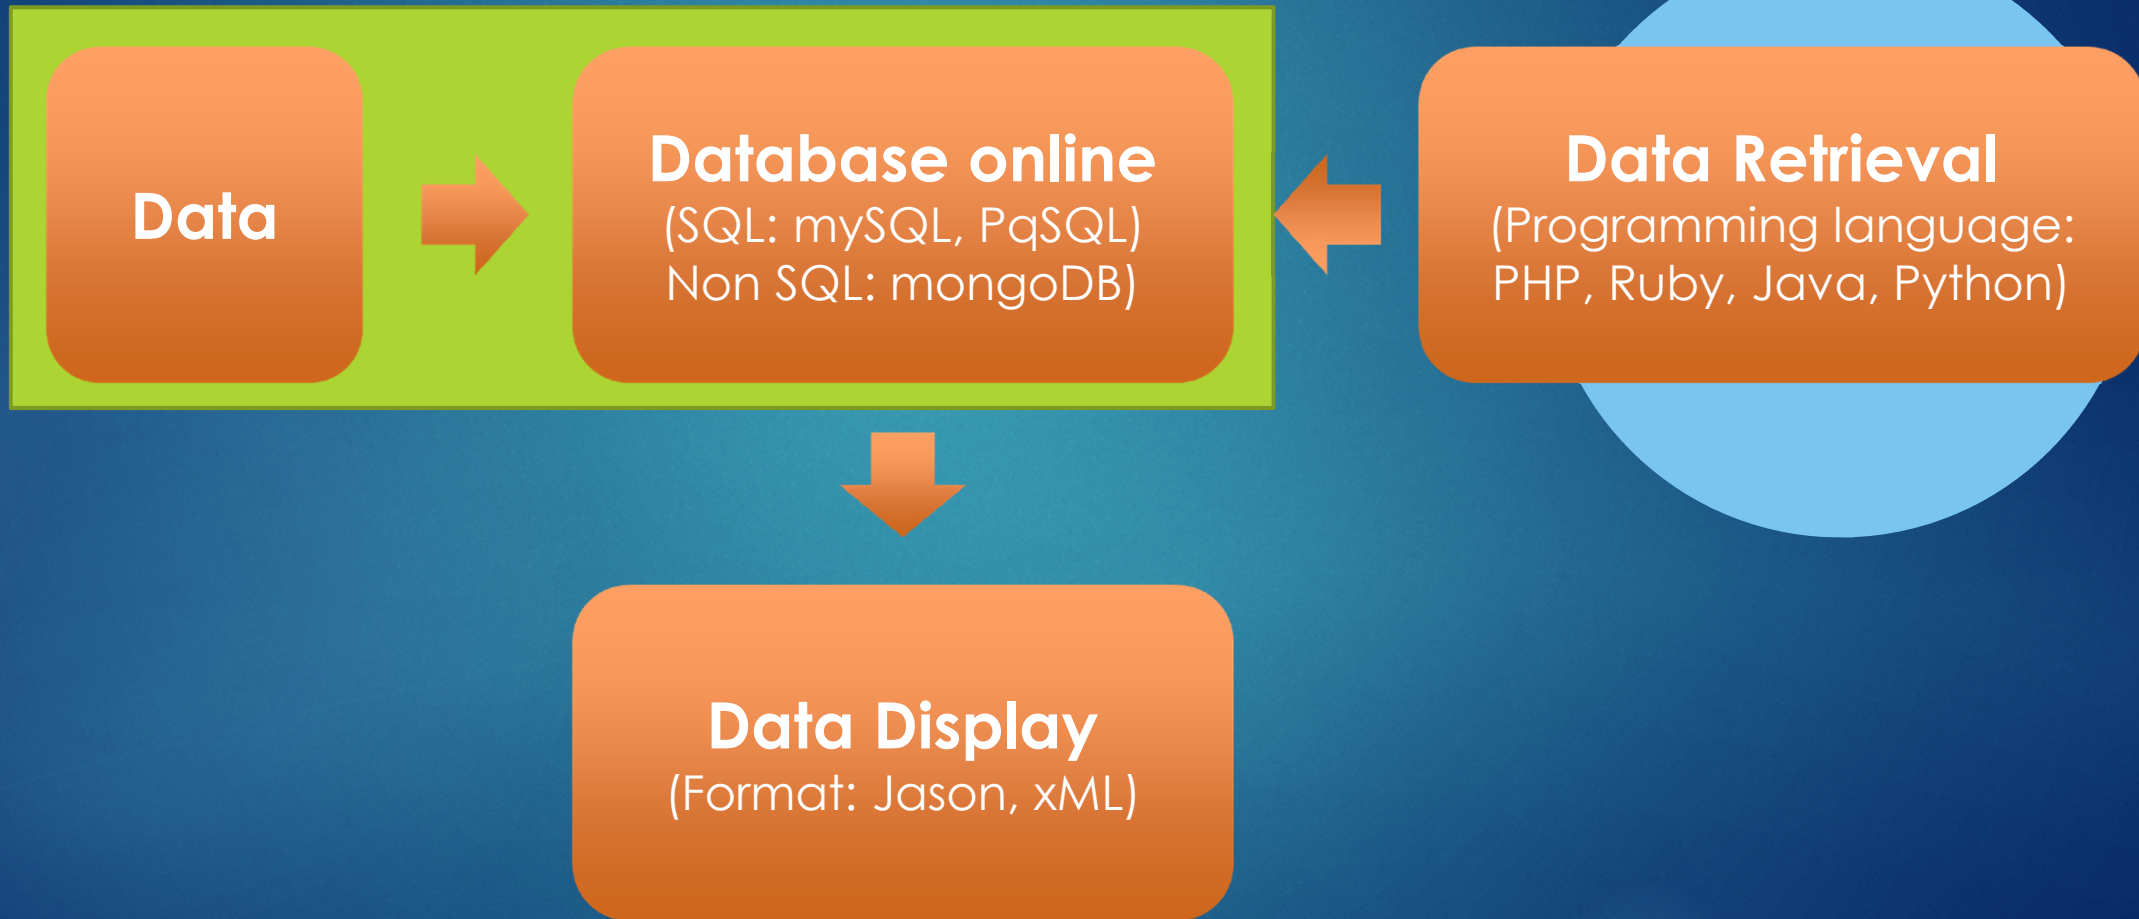 Data
Database online
(SQL: mySQL, PqSQL)
Non SQL: mongoDB)
Data Retrieval
(Programming language:
PHP, Ruby, Java, Python)
Data Display
(Format: Jason, xML)